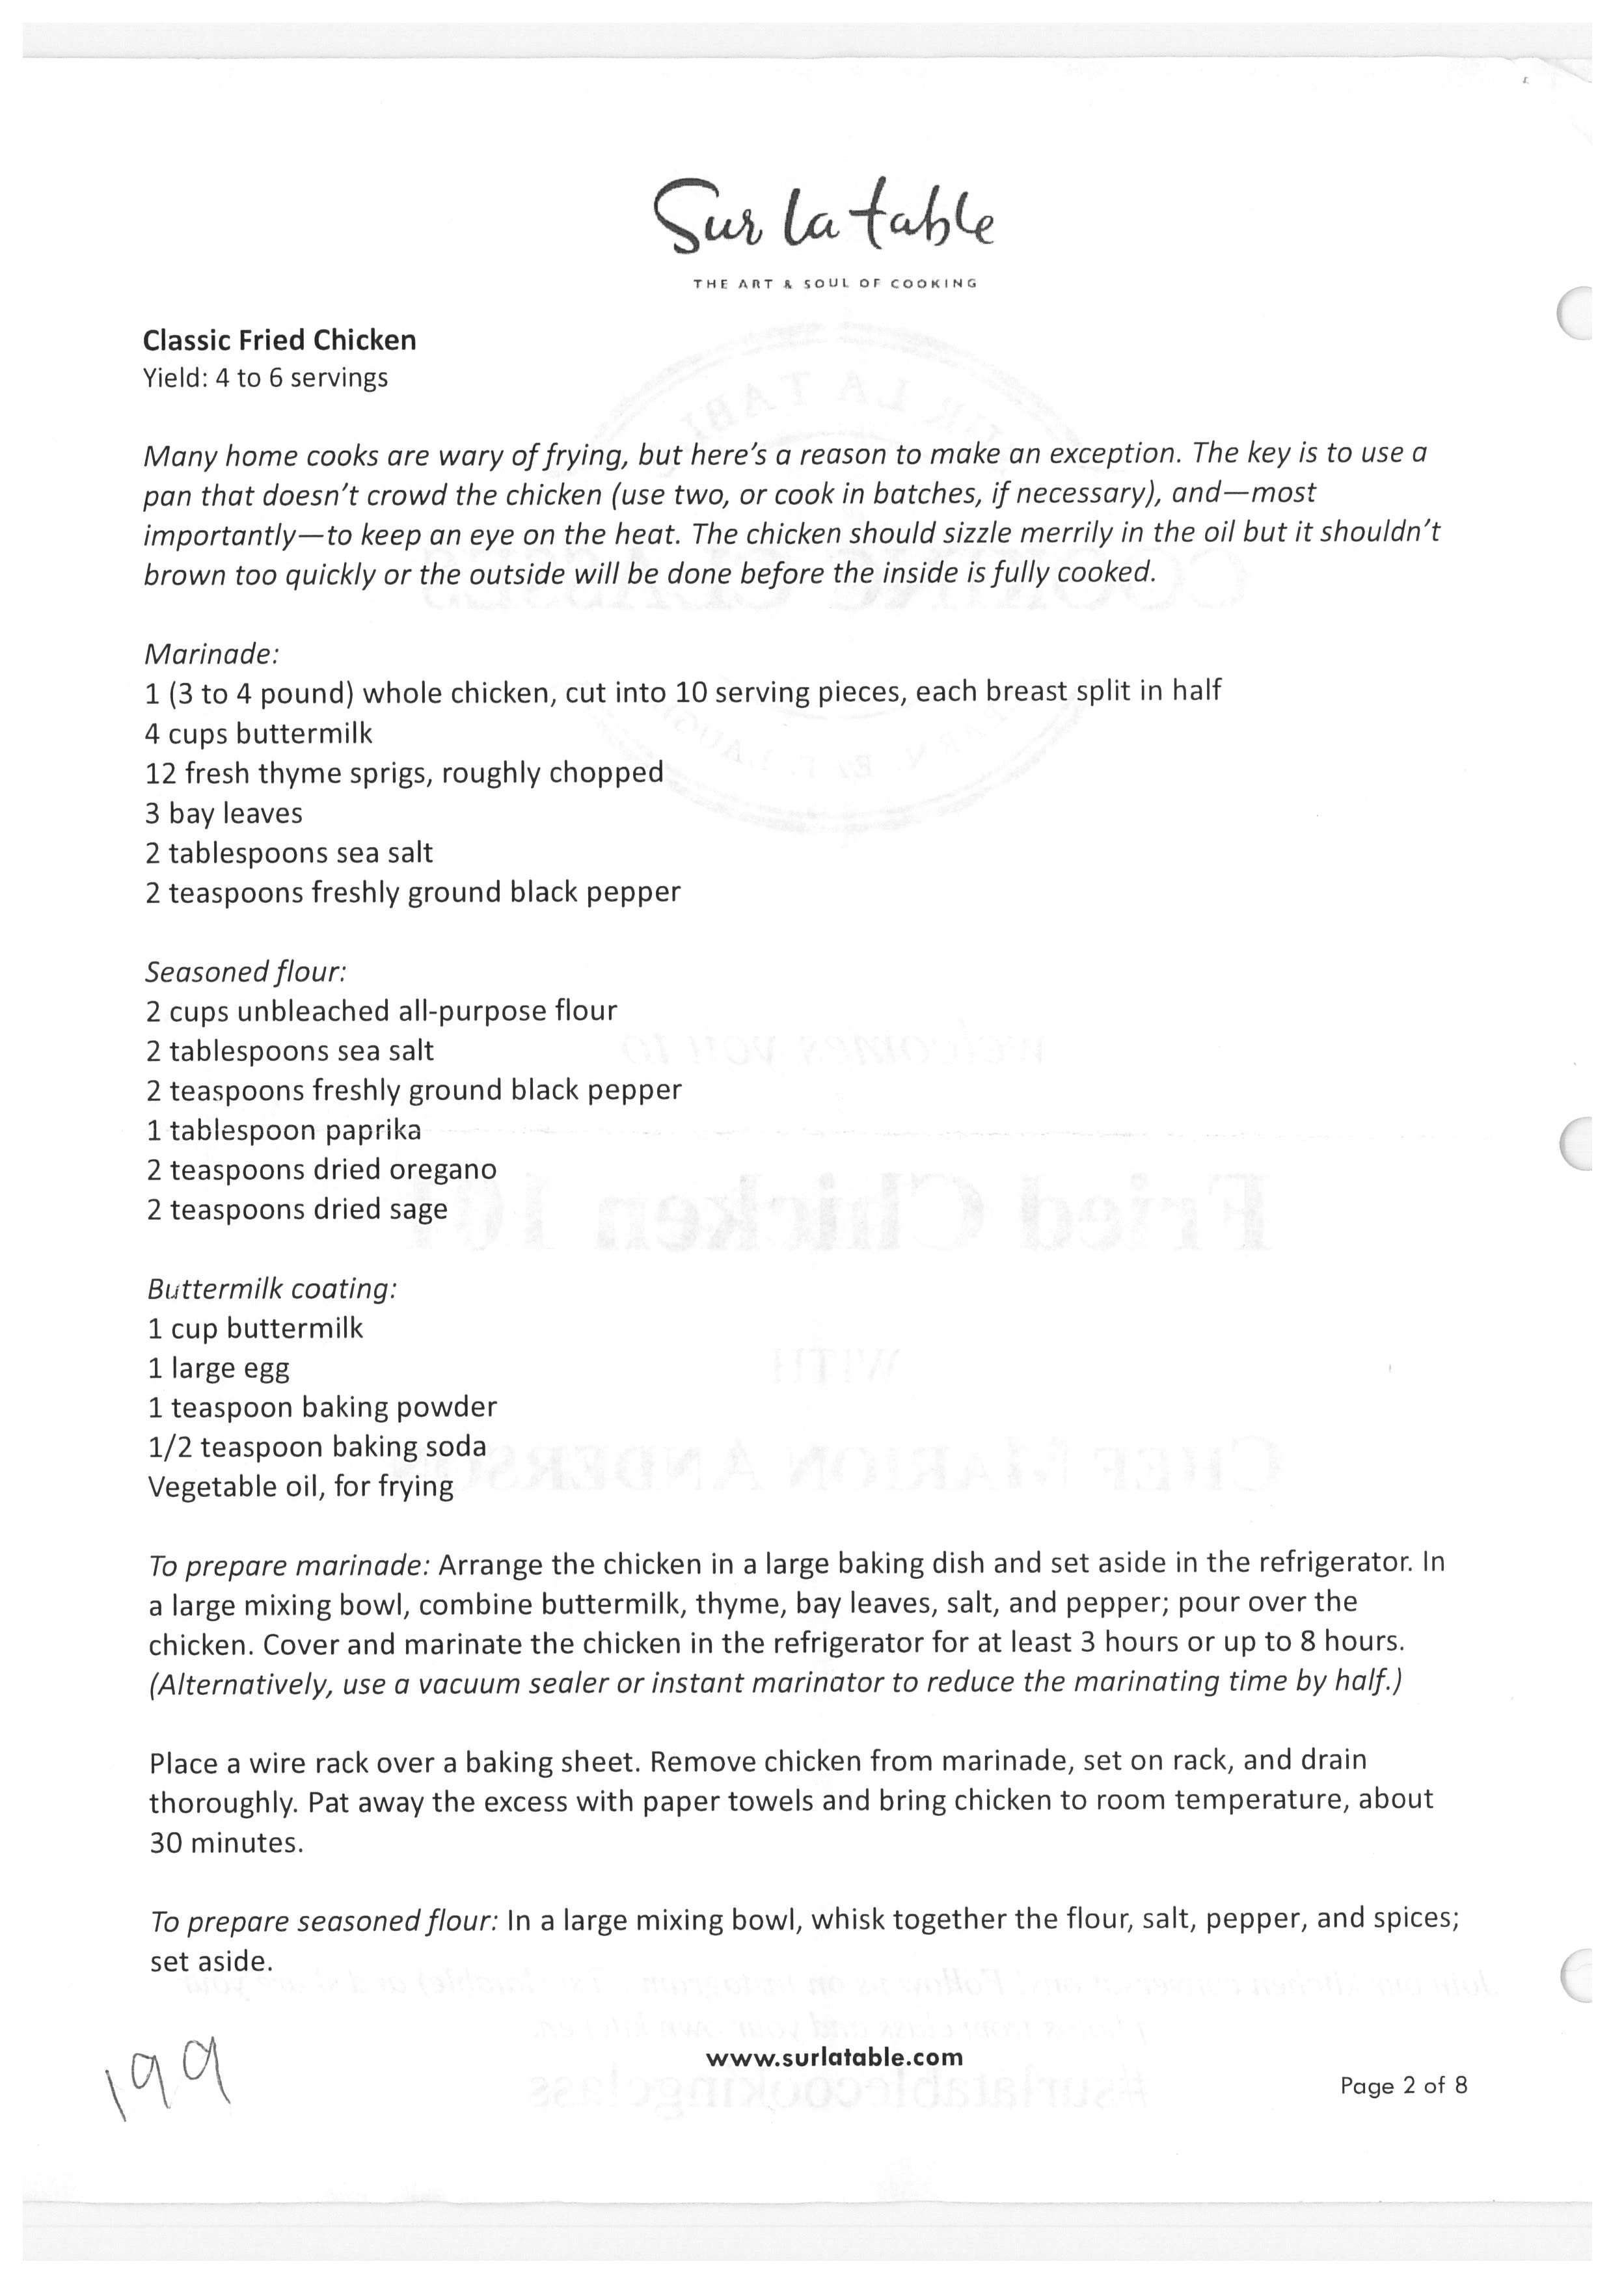 Sur la table
THE ART & SOUL OF COOKING
Classic Fried Chicken
Yield: 4 to 6 servings
Many home cooks are wary of frying, but here's a reason to make an exception. The key is to use a
pan that doesn't crowd the chicken (use two, or cook in batches, if necessary), and—most
importantly—to keep an eye on the heat. The chicken should sizzle merrily in the oil but it shouldn't
brown too quickly or the outside will be done before the inside is fully cooked.
Marinade:
1 (3 to 4 pound) whole chicken, cut into 10 serving pieces, each breast split in half
4 cups buttermilk
12 fresh thyme sprigs, roughly chopped
3 bay leaves
2 tablespoons sea salt
2 teaspoons freshly ground black pepper
Seasoned flour:
2 cups unbleached all-purpose flour
2 tablespoons sea salt
2 teaspoons freshly ground black pepper
1 tablespoon paprika
2 teaspoons dried oregano
2 teaspoons dried sage
Buttermilk coating:
1 cup buttermilk
1 large egg
1 teaspoon baking powder
1/2 teaspoon baking soda
Vegetable oil, for frying
To prepare marinade: Arrange the chicken in a large baking dish and set aside in the refrigerator. In
a large mixing bowl, combine buttermilk, thyme, bay leaves, salt, and pepper; pour over the
chicken. Cover and marinate the chicken in the refrigerator for at least 3 hours or up to 8 hours.
(Alternatively, use a vacuum sealer or instant marinator to reduce the marinating time by half.)
Place a wire rack over a baking sheet. Remove chicken from marinade, set on rack, and drain
thoroughly. Pat away the excess with paper towels and bring chicken to room temperature, about
30 minutes.
To prepare seasoned flour: In a large mixing bowl, whisk together the flour, salt, pepper, and spices;
set aside.
199
www.surlatable.com
Page 2 of 8